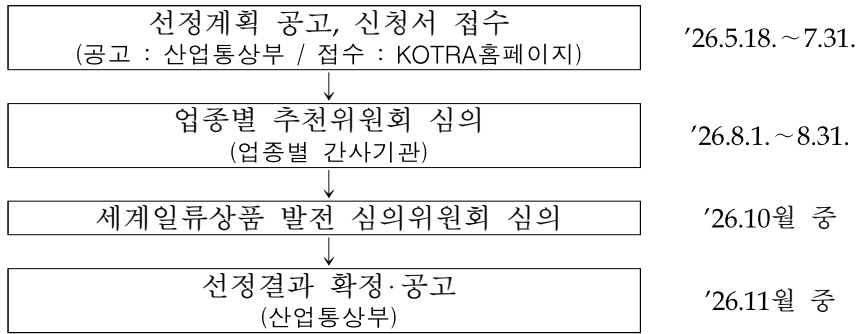 선정계획 공고, 신청서 접수
(공고 : 산업통상부 / 접수 : KOTRA홈페이지)
’26.5.18.~7.31.
업종별 추천위원회 심의
(업종별 간사기관)
’26.8.1.~8.31.
세계일류상품 발전 심의위원회 심의
’26.10월 중
선정결과 확정·공고
(산업통상부)
’26.11월 중